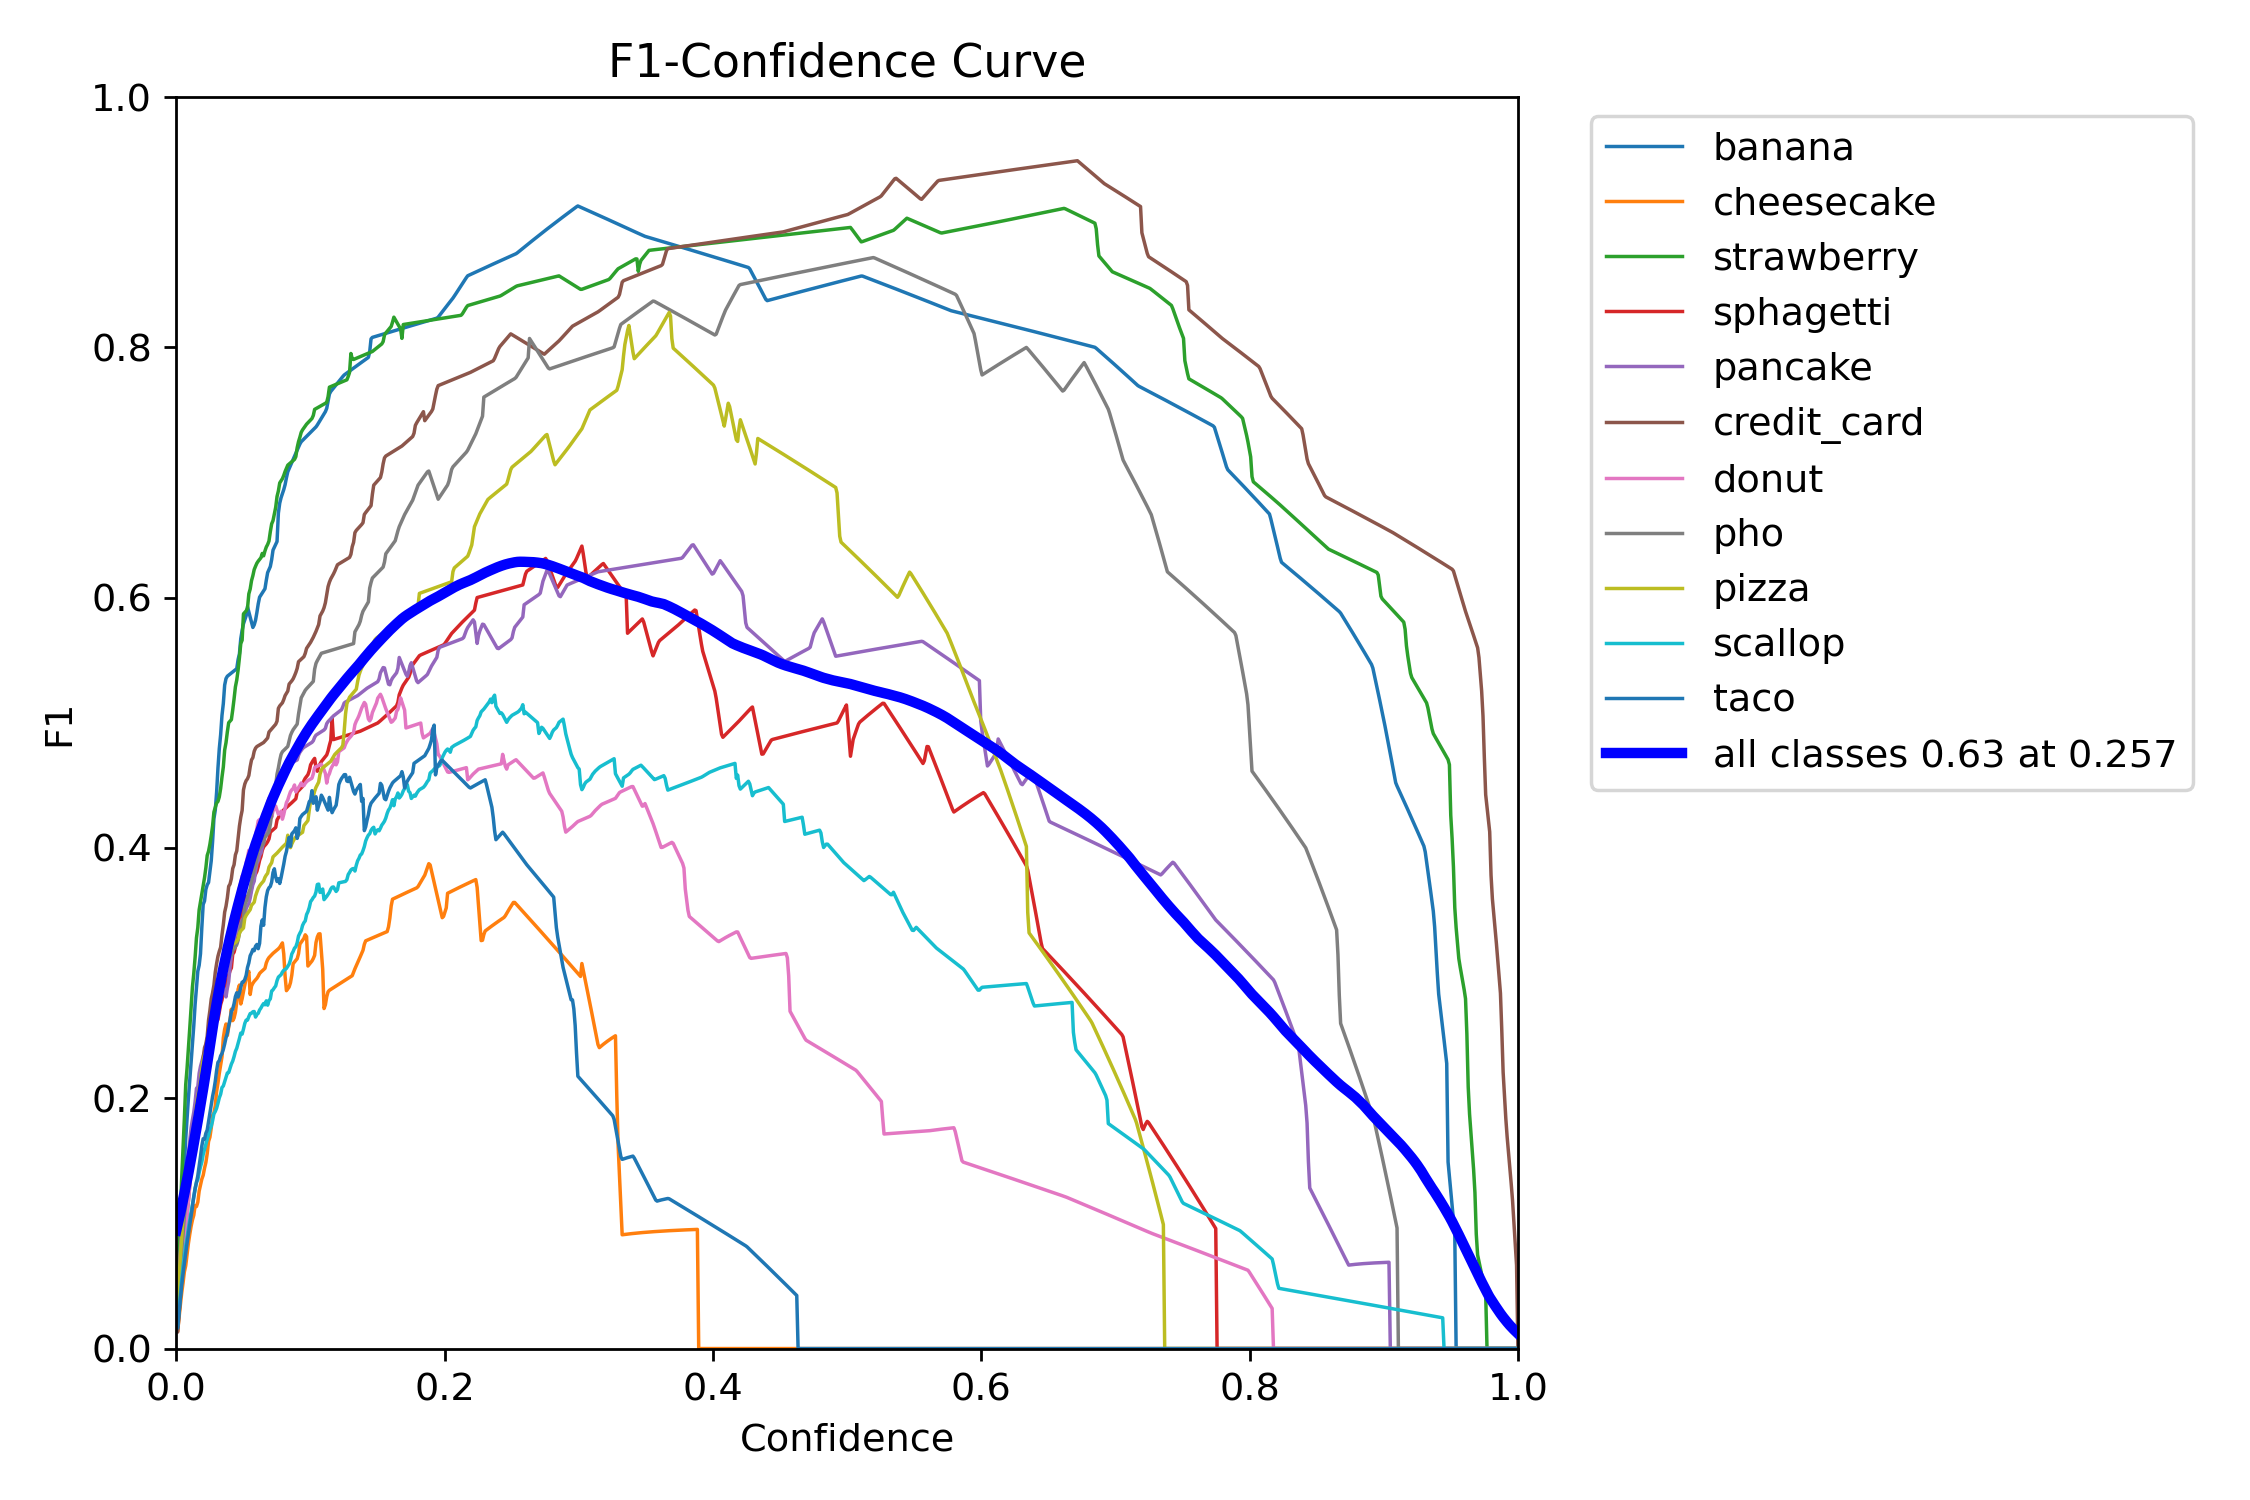 F1-Confidence Curve
1.0
0.8
0.6
0.4
0.2
0.0
F1
0.0 0.2 0.4 0.6 0.8 1.0
Confidence
banana
cheesecake
strawberry
sphagetti
pancake
credit_card
donut
pho
pizza
scallop
taco
all classes 0.63 at 0.257